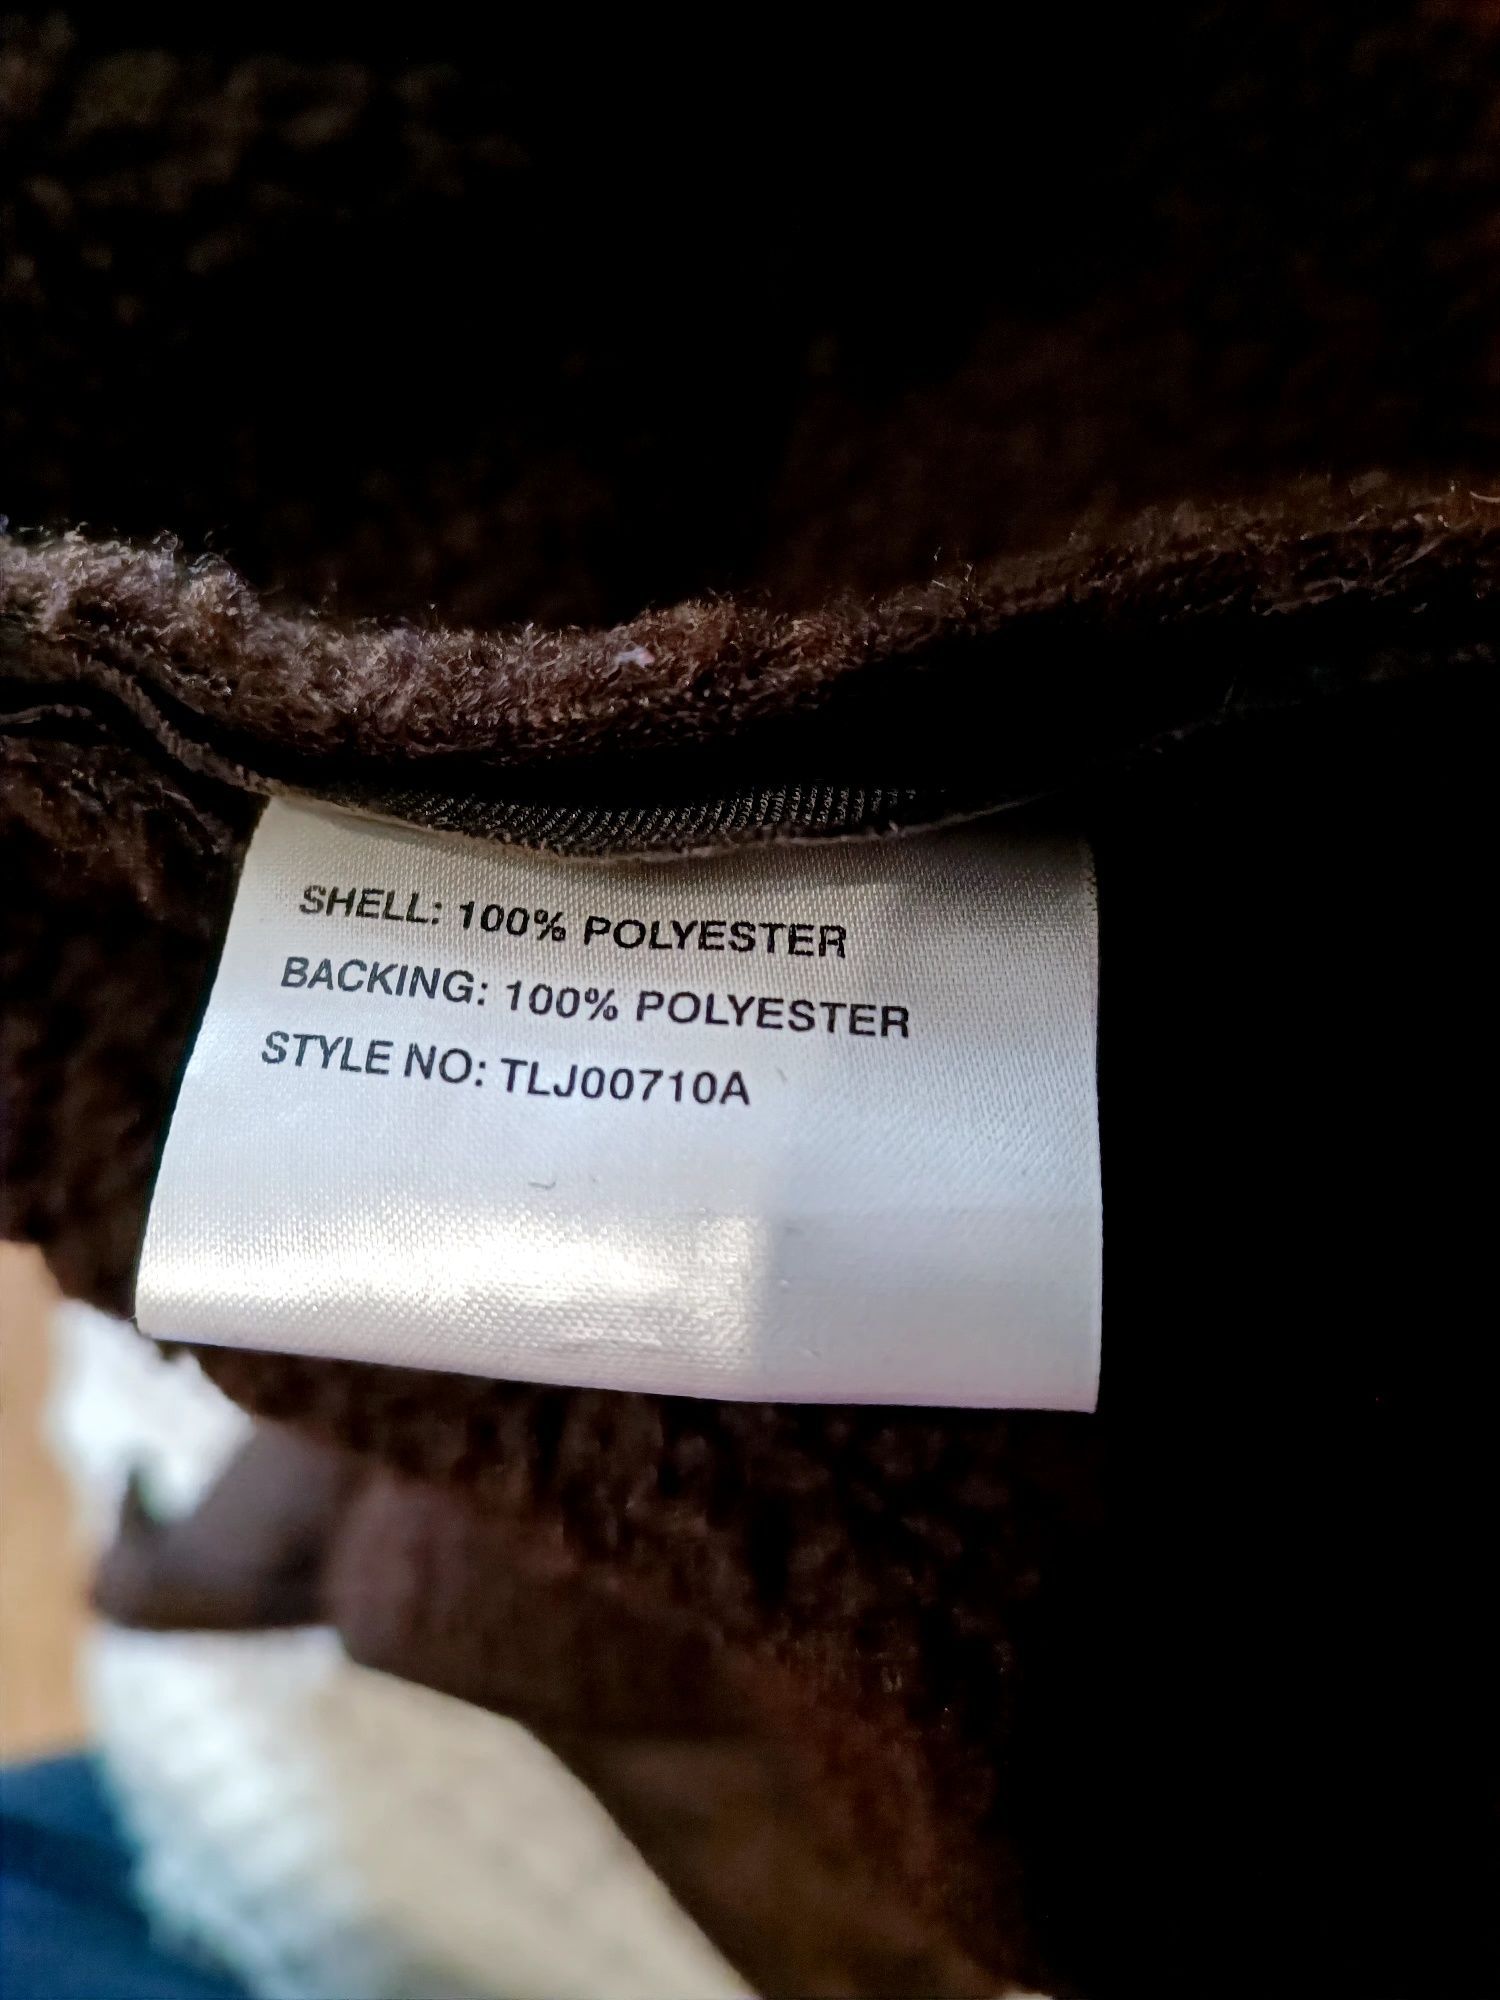 SHELL: 100% POLYESTER
BACKING: 100% POLYESTER
STYLE NO: TLJ00710A